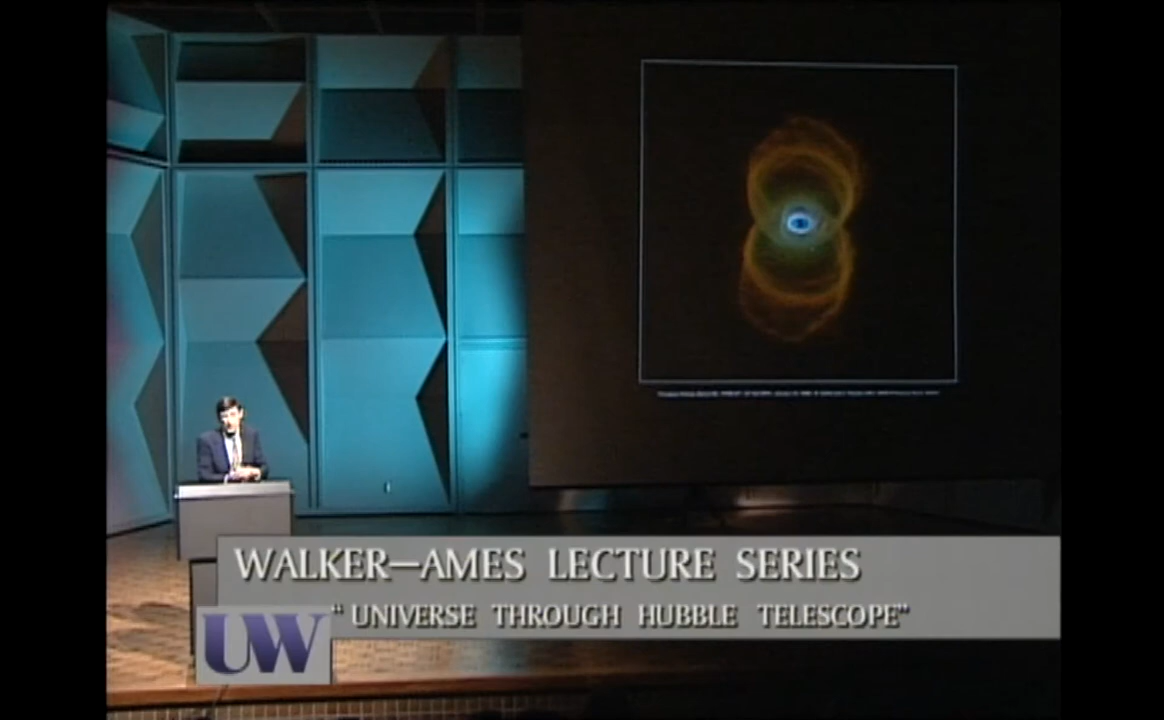 WALKER—AMES LECTURE SERIES
" UNIVERSE THROUGH HUBBLE TELESCOPE"
UW